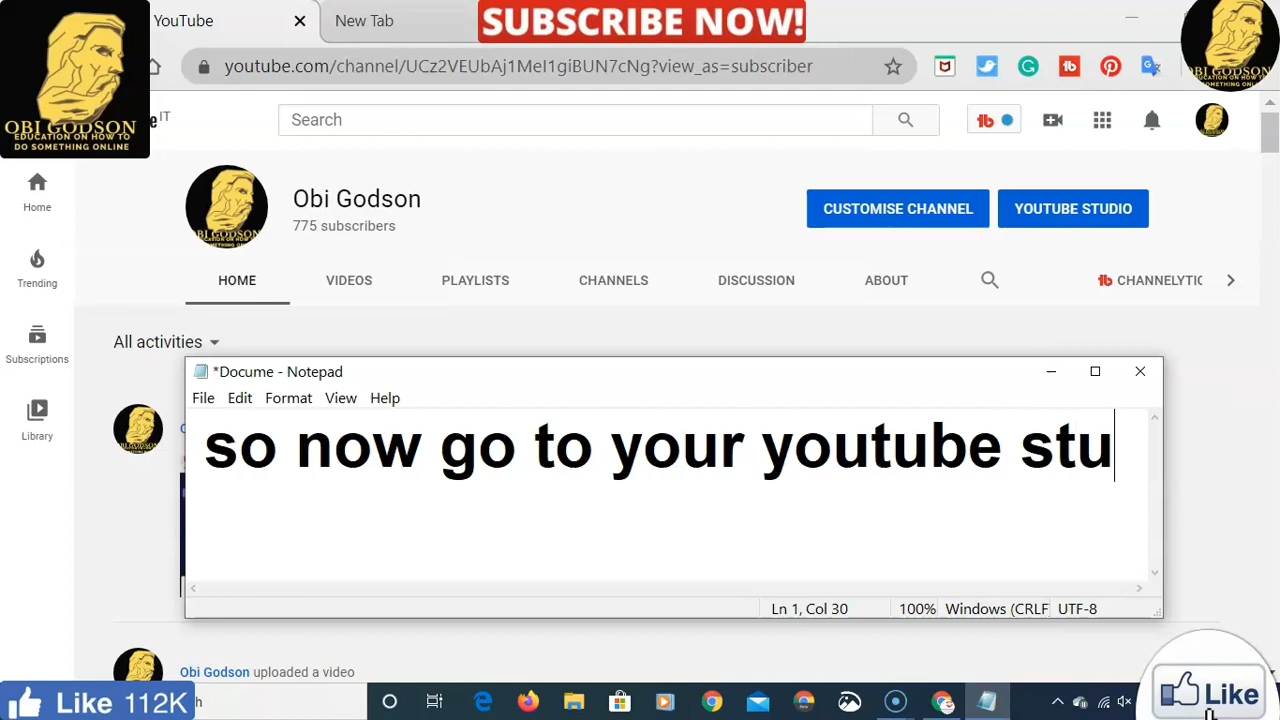 YouTube
New Tab
SUBSCRIBE NOW!
youtube.com/channel/UCz2VEUbAj1MeI1giBUN7cNg?view_as=subscriber
OBI GODSON
EDUCATION ON HOW TO
DO SOMETHING ONLINE
IT
Search
Home
Trending
Subscriptions
Library
Obi Godson
775 subscribers
CUSTOMISE CHANNEL
YOUTUBE STUDIO
HOME VIDEOS PLAYLISTS CHANNELS DISCUSSION ABOUT CHANNELYTIC
All activities
*Docume - Notepad
File Edit Format View Help
so now go to your youtube stu
Ln 1, Col 30 100% Windows (CRLF UTF-8
Obi Godson uploaded a video
Like 112K
Like